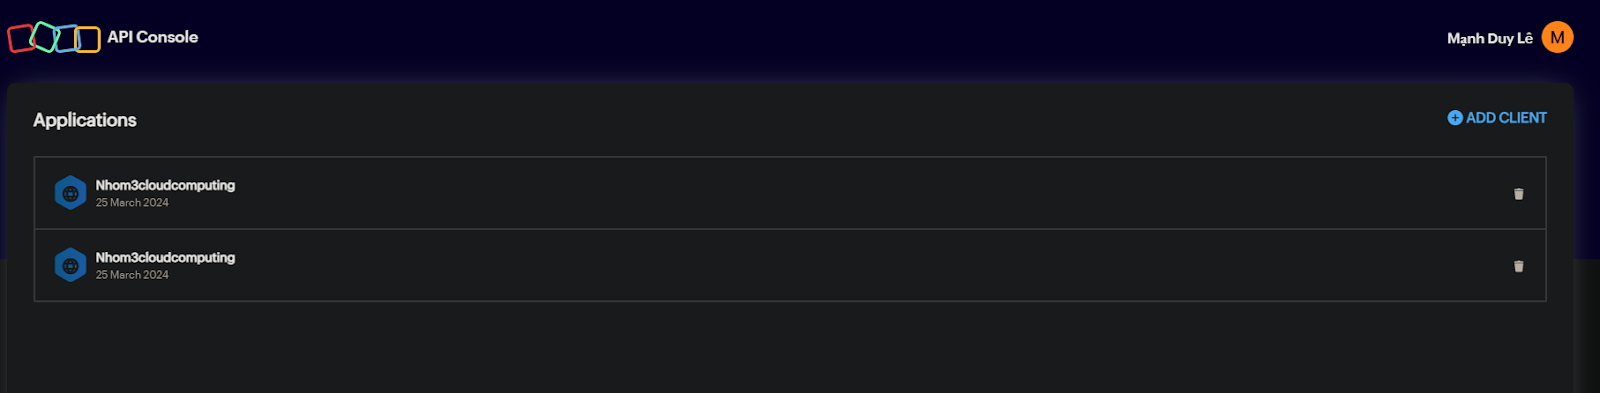 API Console
Mạnh Duy Lê
M
Applications
ADD CLIENT
Nhom3cloudcomputing
25 March 2024
Nhom3cloudcomputing
25 March 2024